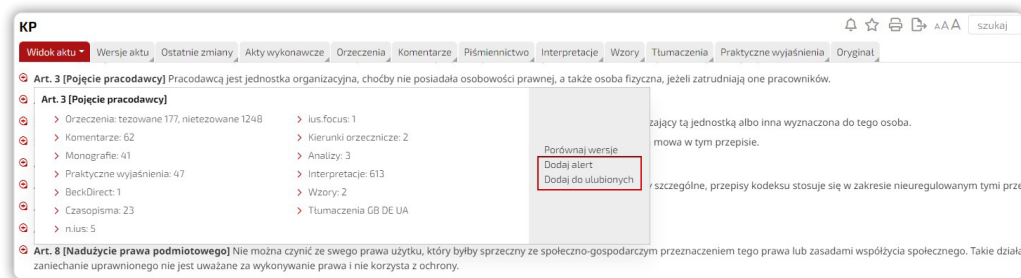 KP
AAA szukaj
Widok aktu Wersje aktu Ostatnie zmiany Akty wykonawcze Orzeczenia Komentarze Piśmiennictwo Interpretacje Wzory Tłumaczenia Praktyczne wyjaśnienia Oryginał
Art. 3 [Pojęcie pracodawcy] Pracodawcą jest jednostka organizacyjna, choćby nie posiadała osobowości prawnej, a także osoba fizyczna, jeżeli zatrudniają one pracowników.
Art. 3 [Pojęcie pracodawcy]
> Orzeczenia: tezowane 177, nietezowane 1248
> Komentarze: 62
> Monografie: 41
> Praktyczne wyjaśnienia: 47
> BeckDirect: 1
> Czasopisma: 23
> n.ius: 5
> ius.focus: 1
> Kierunki orzecznicze: 2
> Analizy: 3
> Interpretacje: 613
> Wzory: 2
> Tłumaczenia GB DE UA
Porównaj wersje
Dodaj alert
Dodaj do ulubionych
zający tą jednostką albo inna wyznaczona do tego osoba.
mowa w tym przepisie.
szczególne, przepisy kodeksu stosuje się w zakresie nieuregulowanym tymi prze
Art. 8 [Nadużycie prawa podmiotowego] Nie można czynić ze swego prawa użytku, który byłby sprzeczny ze społeczno-gospodarczym przeznaczeniem tego prawa lub zasadami współżycia społecznego. Takie działa
zaniechanie uprawnionego nie jest uważane za wykonywanie prawa i nie korzysta z ochrony.